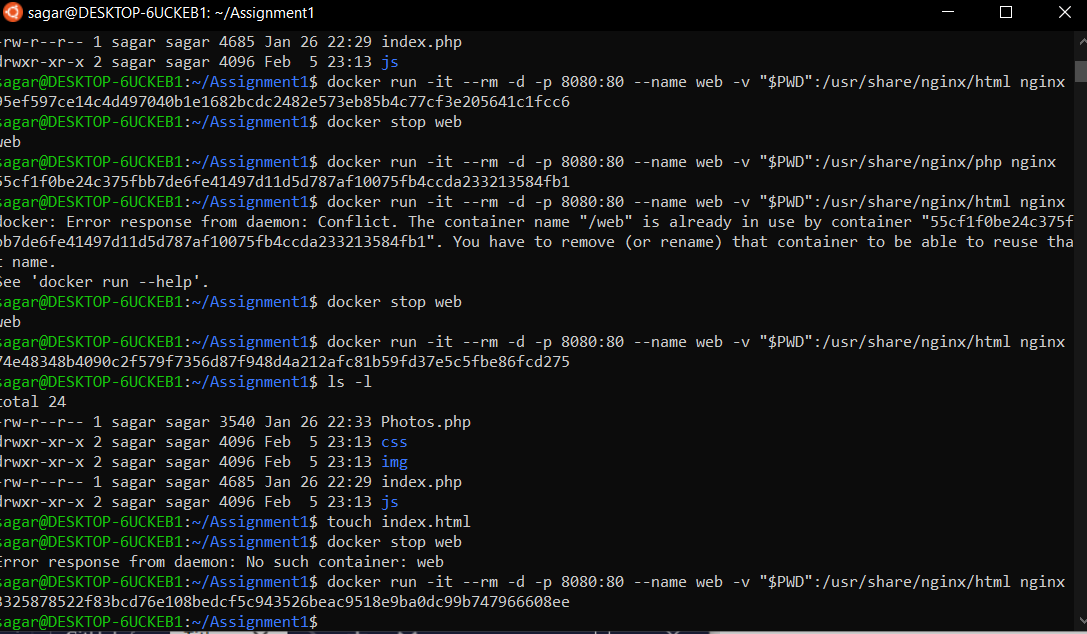 sagar@DESKTOP-6UCKEB1: ~/Assignment1
-rw-r--r-- 1 sagar sagar 4685 Jan 26 22:29 index.php
drwxr-xr-x 2 sagar sagar 4096 Feb  5 23:13 js
sagar@DESKTOP-6UCKEB1:~/Assignment1$ docker run -it --rm -d -p 8080:80 --name web -v "$PWD":/usr/share/nginx/html nginx
95ef597ce14c4d497040b1e1682bcdc2482e573eb85b4c77cf3e205641c1fcc6
sagar@DESKTOP-6UCKEB1:~/Assignment1$ docker stop web
web
sagar@DESKTOP-6UCKEB1:~/Assignment1$ docker run -it --rm -d -p 8080:80 --name web -v "$PWD":/usr/share/nginx/php nginx
55cf1f0be24c375fbb7de6fe41497d11d5d787af10075fb4ccda233213584fb1
sagar@DESKTOP-6UCKEB1:~/Assignment1$ docker run -it --rm -d -p 8080:80 --name web -v "$PWD":/usr/share/nginx/html nginx
docker: Error response from daemon: Conflict. The container name "/web" is already in use by container "55cf1f0be24c375f
bb7de6fe41497d11d5d787af10075fb4ccda233213584fb1". You have to remove (or rename) that container to be able to reuse tha
t name.
See 'docker run --help'.
sagar@DESKTOP-6UCKEB1:~/Assignment1$ docker stop web
web
sagar@DESKTOP-6UCKEB1:~/Assignment1$ docker run -it --rm -d -p 8080:80 --name web -v "$PWD":/usr/share/nginx/html nginx
74e48348b4090c2f579f7356d87f948d4a212afc81b59fd37e5c5fbe86fcd275
sagar@DESKTOP-6UCKEB1:~/Assignment1$ ls -l
total 24
-rw-r--r-- 1 sagar sagar 3540 Jan 26 22:33 Photos.php
drwxr-xr-x 2 sagar sagar 4096 Feb  5 23:13 css
drwxr-xr-x 2 sagar sagar 4096 Feb  5 23:13 img
-rw-r--r-- 1 sagar sagar 4685 Jan 26 22:29 index.php
drwxr-xr-x 2 sagar sagar 4096 Feb  5 23:13 js
sagar@DESKTOP-6UCKEB1:~/Assignment1$ touch index.html
sagar@DESKTOP-6UCKEB1:~/Assignment1$ docker stop web
Error response from daemon: No such container: web
sagar@DESKTOP-6UCKEB1:~/Assignment1$ docker run -it --rm -d -p 8080:80 --name web -v "$PWD":/usr/share/nginx/html nginx
3325878522f83bcd76e108bedcf5c943526beac9518e9ba0dc99b747966608ee
sagar@DESKTOP-6UCKEB1:~/Assignment1$